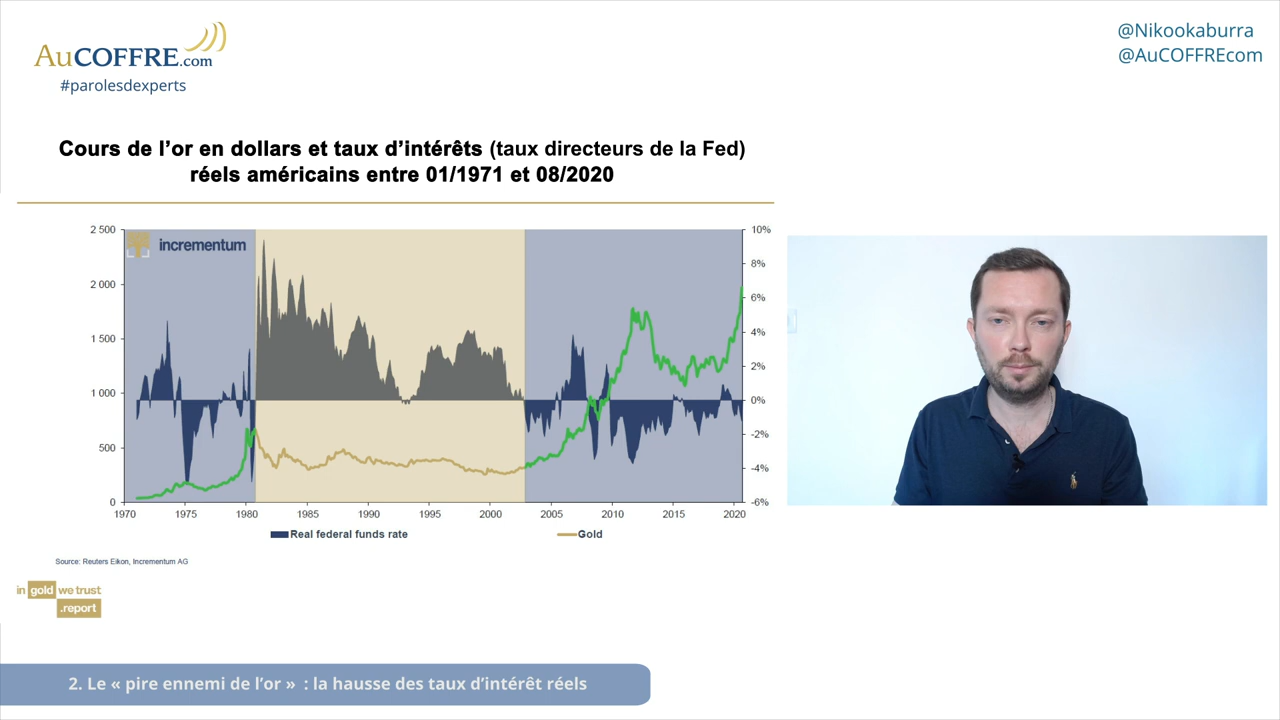 AuCOFFRE.com
#parolesdexperts
@Nikookaburra
@AuCOFFREcom
Cours de l'or en dollars et taux d'intérêts (taux directeurs de la Fed)
réels américains entre 01/1971 et 08/2020
incrementum
2 500
2 000
1 500
1 000
500
0
10%
8%
6%
4%
2%
0%
-2%
-4%
-6%
1970 1975 1980 1985 1990 1995 2000 2005 2010 2015 2020
Real federal funds rate Gold
Source: Reuters Eikon, Incrementum AG
in gold we trust
.report
2. Le « pire ennemi de l'or » : la hausse des taux d'intérêt réels